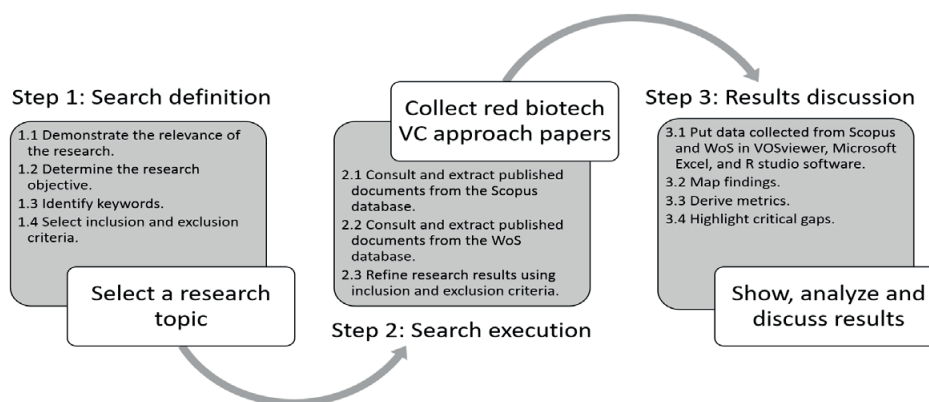 Step 1: Search definition
1.1 Demonstrate the relevance of
the research.
1.2 Determine the research
objective.
1.3 Identify keywords.
1.4 Select inclusion and exclusion
criteria.
Select a research
topic
Collect red biotech
VC approach papers
2.1 Consult and extract published
documents from the Scopus
database.
2.2 Consult and extract published
documents from the WoS
database.
2.3 Refine research results using
inclusion and exclusion criteria.
Step 2: Search execution
Step 3: Results discussion
3.1 Put data collected from Scopus
and WoS in VOSviewer, Microsoft
Excel, and R studio software.
3.2 Map findings.
3.3 Derive metrics.
3.4 Highlight critical gaps.
Show, analyze and
discuss results